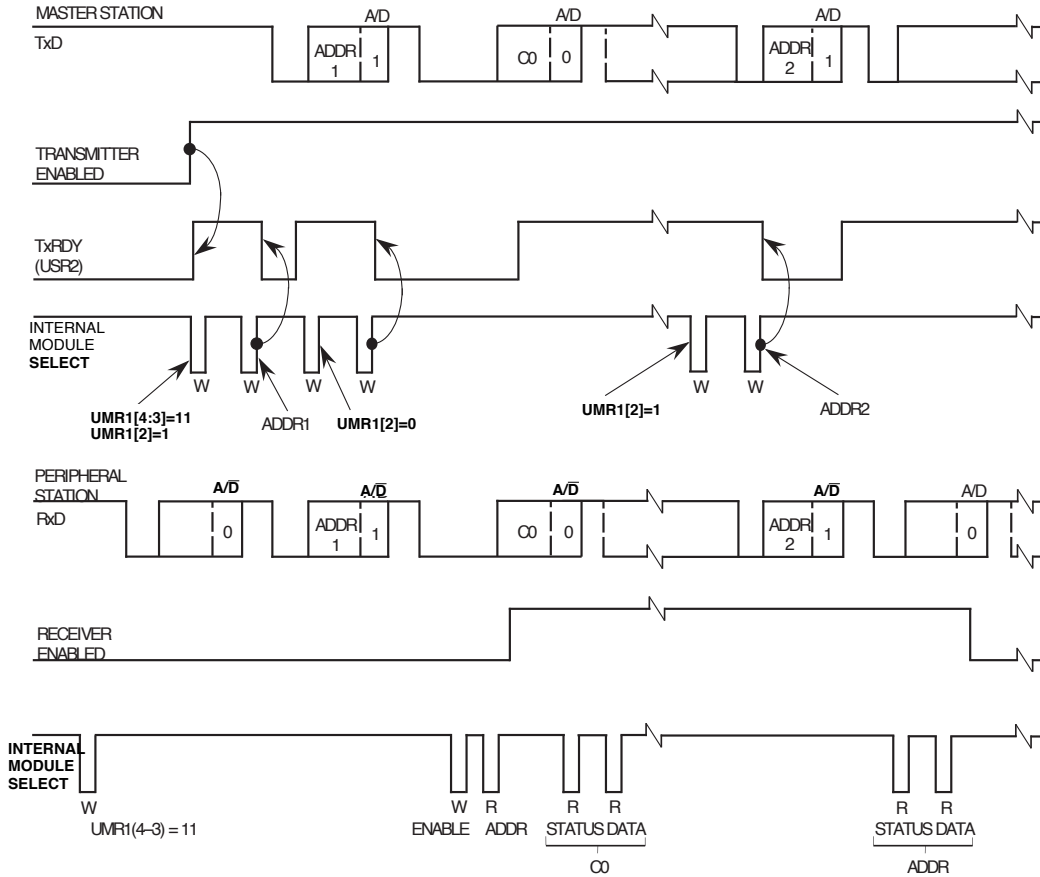 MASTER STATION
A/D
A/D
A/D
TxD
ADDR
1
1
C0
0
ADDR
2
1
TRANSMITTER
ENABLED
TxRDY
(USR2)
INTERNAL
MODULE
SELECT
W
W
W
W
W
W
UMR1[4:3]=11
UMR1[2]=1
ADDR1
UMR1[2]=0
UMR1[2]=1
ADDR2
PERIPHERAL
STATION
A/D̅
A/D̅
A/D̅
A/D̅
A/D
RxD
0
ADDR
1
1
C0
0
ADDR
2
1
0
RECEIVER
ENABLED
INTERNAL
MODULE
SELECT
W
W
R
R
R
R
R
UMR1(4–3) = 11
ENABLE
ADDR
STATUS DATA
STATUS DATA
C0
ADDR